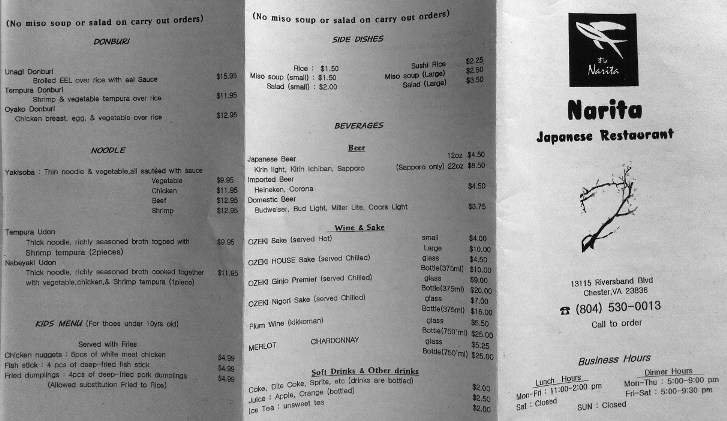 (No miso soup or salad on carry out orders)
DONBURI
Unagi Donburi
Broiled EEL over rice with eel Sauce $15.95
Tempura Donburi
Shrimp & vegetable tempura over rice $11.95
Oyako Donburi
Chicken breast, egg, & vegetable over rice $12.95
NOODLE
Yakisoba : Thin noodle & vegetable,all sautéed with sauce
Vegetable $9.95
Chicken $11.95
Beef $12.95
Shrimp $12.95
Tempura Udon
Thick noodle, richly seasoned broth topped with $9.95
Shrimp tempura (2pieces)
Nabeyaki Udon
Thick noodle, richly seasoned broth cooked together $11.95
with vegetable,chicken,& Shrimp tempura (1piece)
KIDS MENU (For those under 10yrs old)
Served with Fries
Chicken nuggets : 6pcs of white meat chicken $4.99
Fish stick : 4 pcs of deep-fried fish stick $4.99
Fried dumplings : 4pcs of deep-fried pork dumplings $4.99
(Allowed substitution Fried to Rice)
(No miso soup or salad on carry out orders)
SIDE DISHES
Rice : $1.50 Sushi Rice $2.25
Miso soup (small) : $1.50 Miso soup (Large) $2.50
Salad (small) : $2.00 Salad (Large) $3.50
BEVERAGES
Beer
Japanese Beer 12oz $4.50
Kirin light, Kirin Ichiban, Sapporo (Sapporo only) 22oz $8.50
Imported Beer
Heineken, Corona $4.50
Domestic Beer
Budweiser, Bud Light, Miller Lite, Coors Light $3.75
Wine & Sake
OZEKI Sake (served Hot) small $4.00
Large $10.00
OZEKI HOUSE Sake (served Chilled) glass $4.50
Bottle(375ml) $10.00
OZEKI Ginjo Premier (served Chilled) glass $9.00
Bottle(375ml) $20.00
OZEKI Nigori Sake (served Chilled) glass $7.00
Bottle(375ml) $15.00
Plum Wine (kikkoman) glass $5.50
Bottle(750'ml) $25.00
MERLOT CHARDONNAY glass $5.25
Bottle(750'ml) $25.00
Soft Drinks & Other drinks
Coke, Dite Coke, Sprite, etc (drinks are bottled) $2.00
Juice : Apple, Orange (bottled) $2.50
Ice Tea : unsweet tea $2.00
Narita
Narita
Japanese Restaurant
13115 Riversband Blvd
Chester,VA 23836
☎ (804) 530-0013
Call to order
Business Hours
Lunch Hours Dinner Hours
Mon-Fri : 11:00-2:00 pm Mon-Thu : 5:00-9:00 pm
Sat : Closed Fri-Sat : 5:00-9:30 pm
SUN : Closed